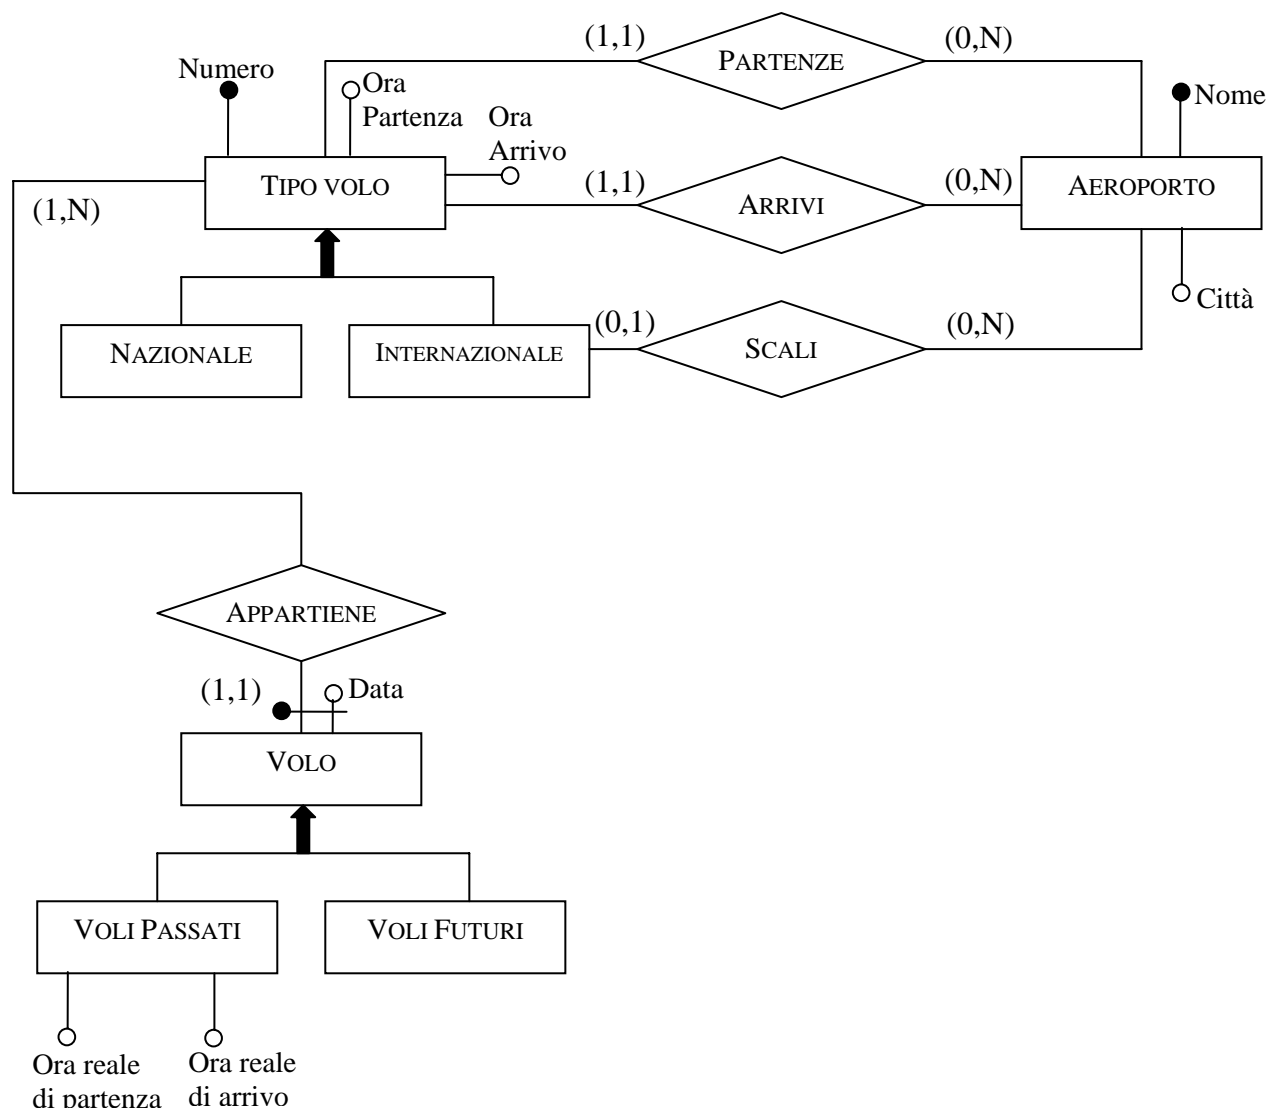 (1,1)
PARTENZE
(0,N)
Numero
Ora
Partenza
Ora
Arrivo
Nome
TIPO VOLO
(1,N)
(1,1)
ARRIVI
(0,N)
AEROPORTO
Città
NAZIONALE
INTERNAZIONALE
(0,1)
SCALI
(0,N)
APPARTIENE
(1,1)
Data
VOLO
VOLI PASSATI
VOLI FUTURI
Ora reale
di partenza
Ora reale
di arrivo